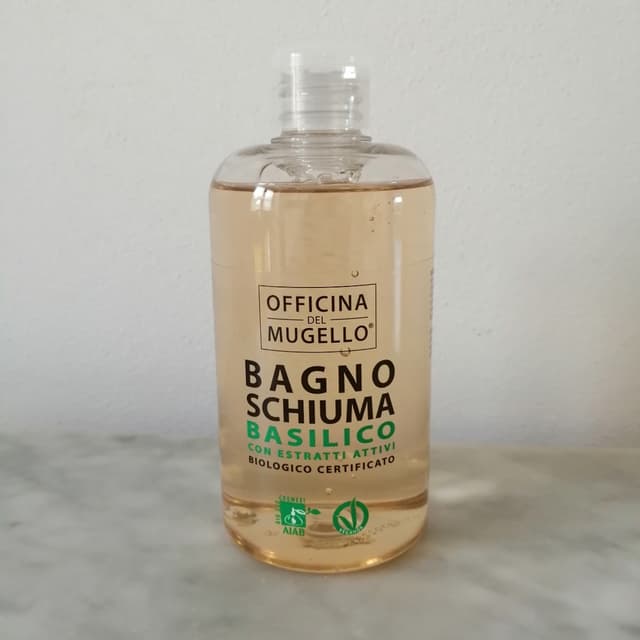 OFFICINA
DEL
MUGELLO®
BAGNO
SCHIUMA
BASILICO
CON ESTRATTI ATTIVI
BIOLOGICO CERTIFICATO
AIAB